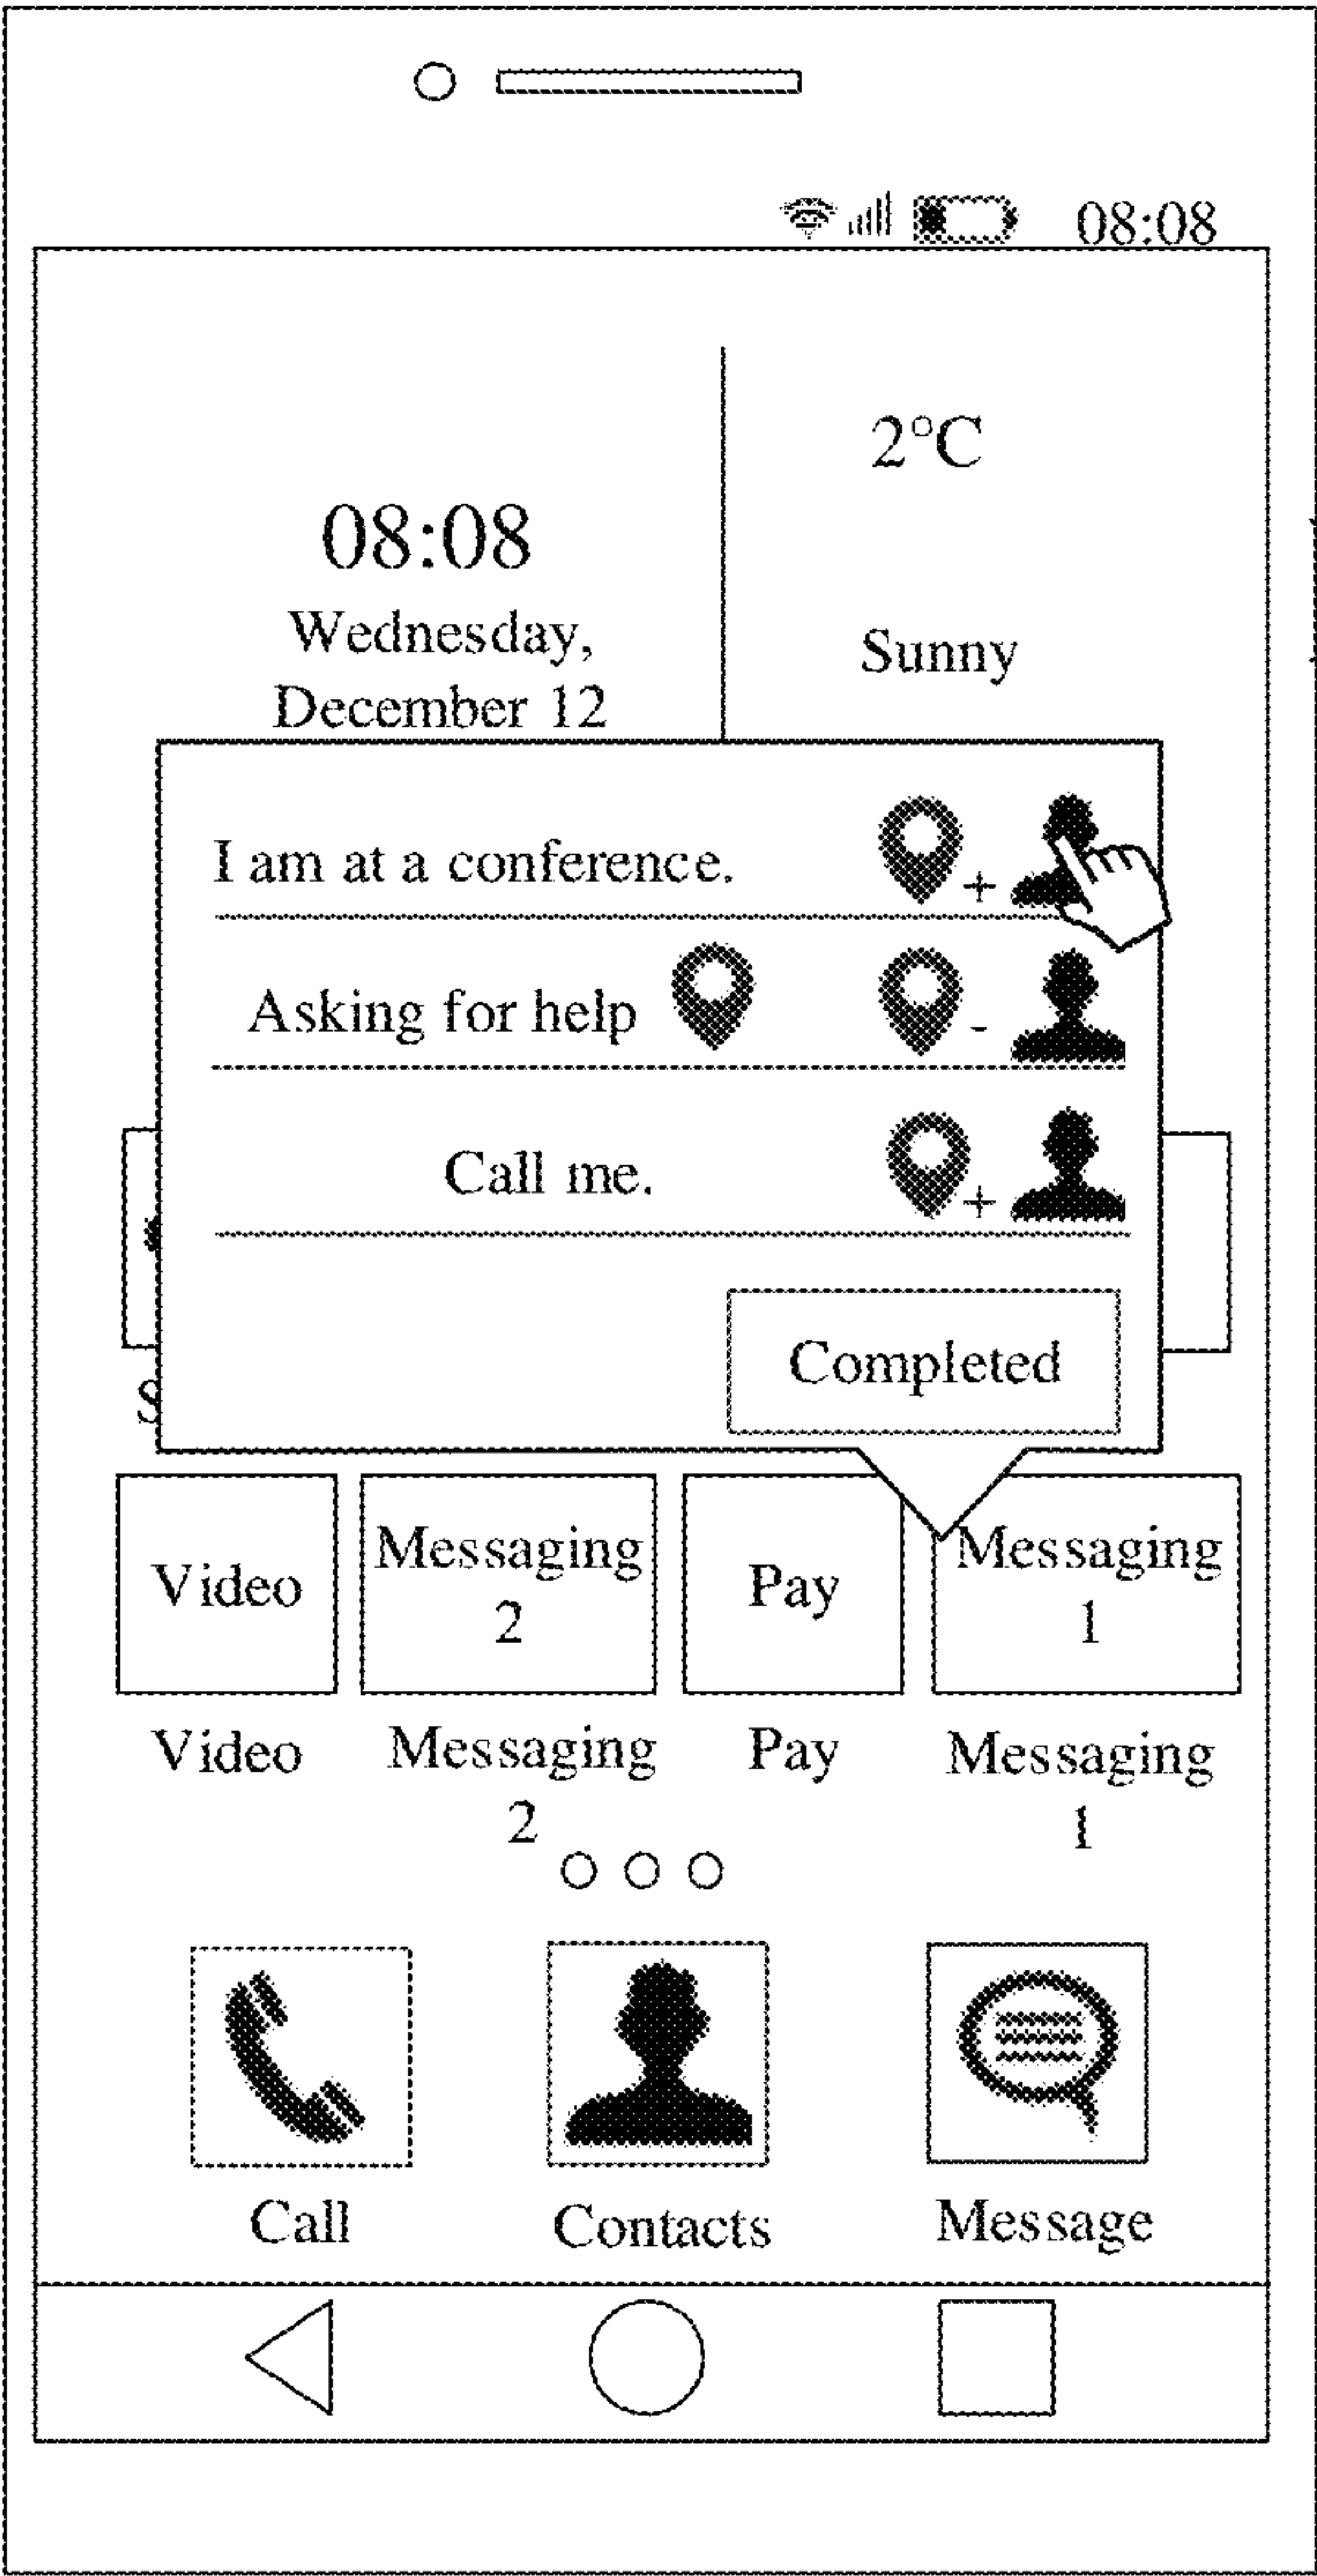 08:08
2°C
08:08
Wednesday,
December 12
Sunny
I am at a conference. +
Asking for help -
Call me. +
Completed
S
Video
Messaging
2
Pay
Messaging
1
Video
Messaging
2
Pay
Messaging
1
Call
Contacts
Message